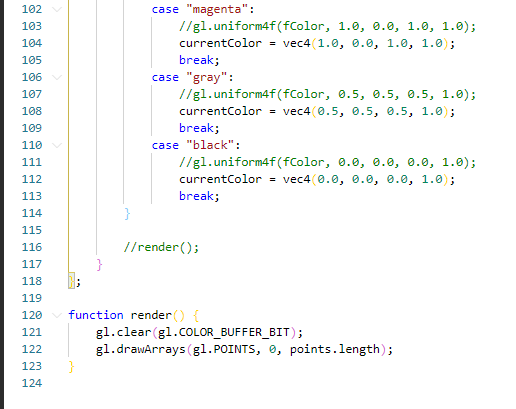 102 case "magenta":
103 //gl.uniform4f(fColor, 1.0, 0.0, 1.0, 1.0);
104 currentColor = vec4(1.0, 0.0, 1.0, 1.0);
105 break;
106 case "gray":
107 //gl.uniform4f(fColor, 0.5, 0.5, 0.5, 1.0);
108 currentColor = vec4(0.5, 0.5, 0.5, 1.0);
109 break;
110 case "black":
111 //gl.uniform4f(fColor, 0.0, 0.0, 0.0, 1.0);
112 currentColor = vec4(0.0, 0.0, 0.0, 1.0);
113 break;
114 }
115
116 //render();
117 }
118 };
119
120 function render() {
121 gl.clear(gl.COLOR_BUFFER_BIT);
122 gl.drawArrays(gl.POINTS, 0, points.length);
123 }
124